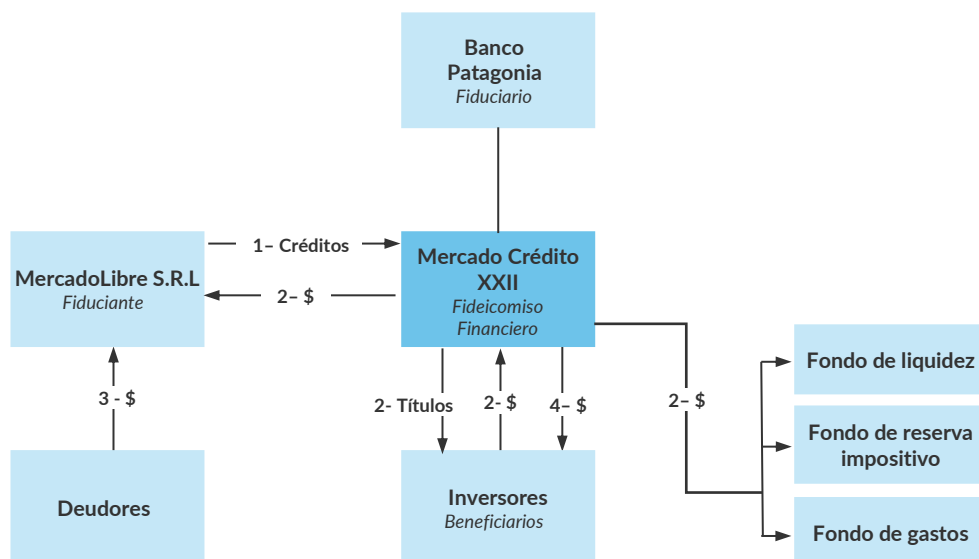 Banco
Patagonia
Fiduciario
1– Créditos
MercadoLibre S.R.L
Fiduciante
2– $
Mercado Crédito
XXII
Fideicomiso
Financiero
3 - $
2- Títulos
2- $
4– $
2– $
Fondo de liquidez
Fondo de reserva
impositivo
Fondo de gastos
Deudores
Inversores
Beneficiarios